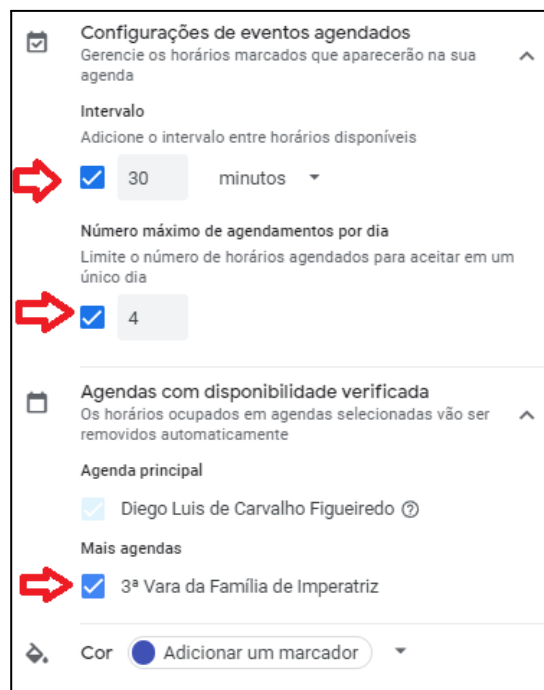 Configurações de eventos agendados
Gerencie os horários marcados que aparecerão na sua
agenda
Intervalo
Adicione o intervalo entre horários disponíveis
30 minutos
Número máximo de agendamentos por dia
Limite o número de horários agendados para aceitar em um
único dia
4
Agendas com disponibilidade verificada
Os horários ocupados em agendas selecionadas vão ser
removidos automaticamente
Agenda principal
Diego Luis de Carvalho Figueiredo
Mais agendas
3ª Vara da Família de Imperatriz
Cor Adicionar um marcador